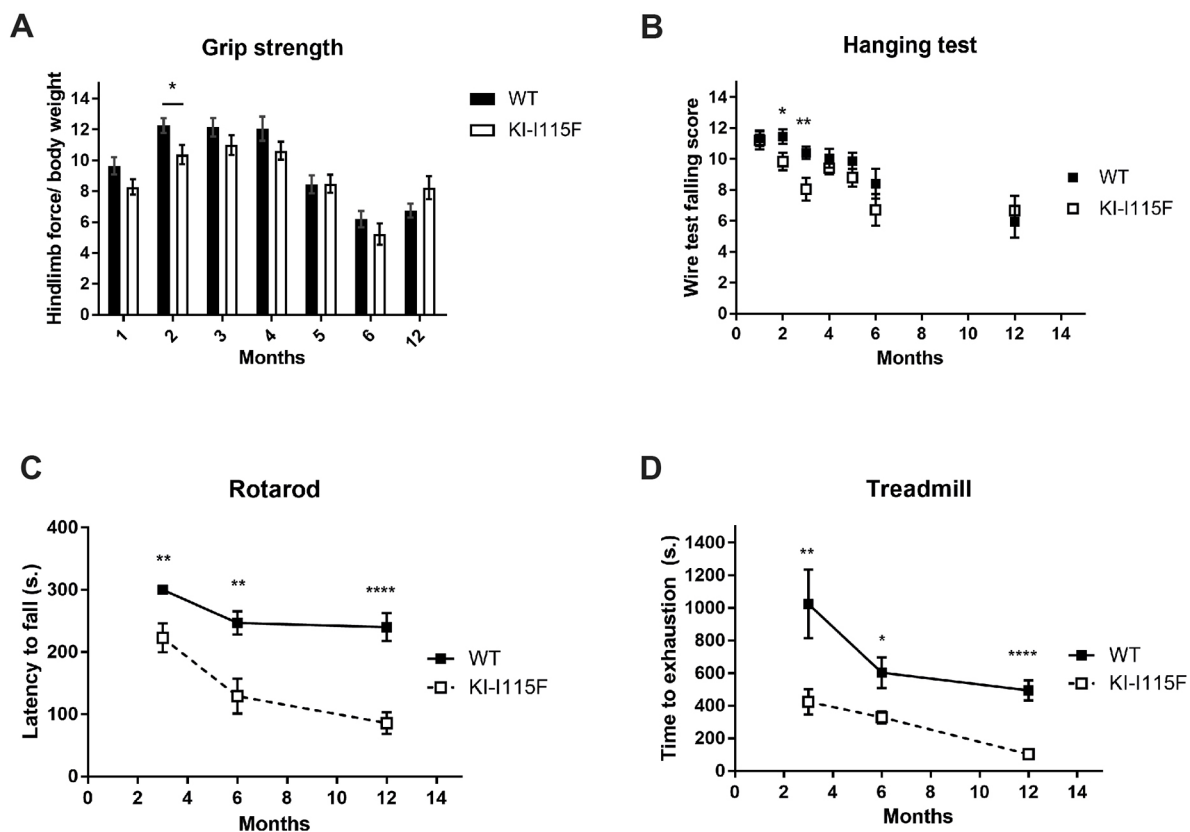 A
Grip strength
Hindlimb force/ body weight
14
12
10
8
6
4
2
0
*
1 2 3 4 5 6 12
Months
WT
KI-I115F
B
Hanging test
Wire test falling score
14
12
10
8
6
4
2
0
* **
0 2 4 6 8 10 12 14
Months
WT
KI-I115F
C
Rotarod
Latency to fall (s.)
400
300
200
100
0
** ** ****
0 2 4 6 8 10 12 14
Months
WT
KI-I115F
D
Treadmill
Time to exhaustion (s.)
1400
1200
1000
800
600
400
200
0
** * ****
0 2 4 6 8 10 12 14
Months
WT
KI-I115F